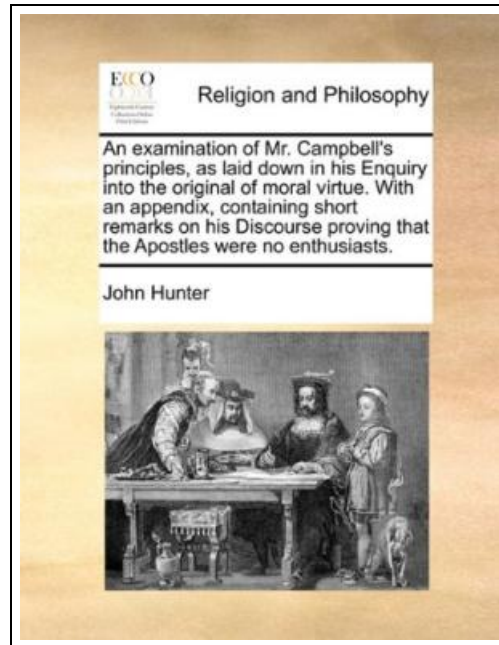 ECCO
Religion and Philosophy
An examination of Mr. Campbell's
principles, as laid down in his Enquiry
into the original of moral virtue. With
an appendix, containing short
remarks on his Discourse proving that
the Apostles were no enthusiasts.
John Hunter